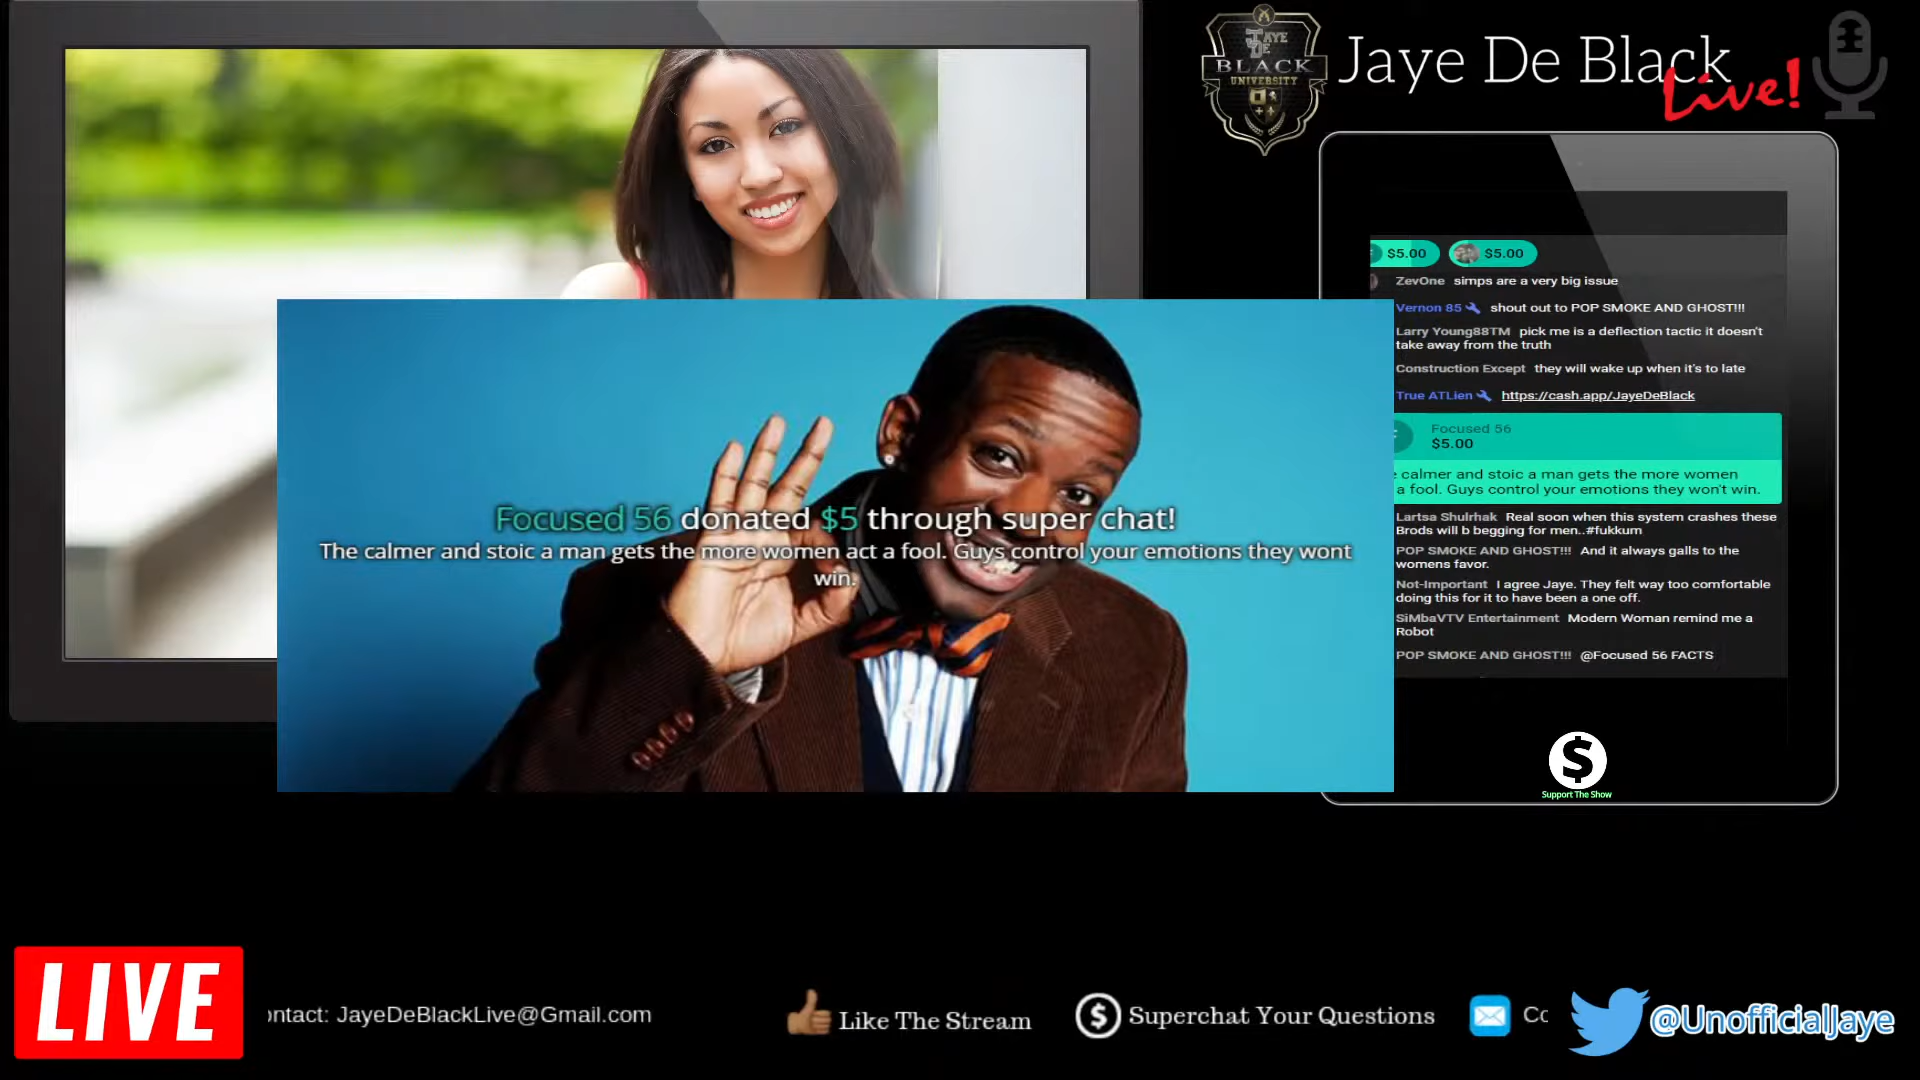 JAYE
DE
BLACK
UNIVERSITY
Jaye De Black
Live!
$5.00 $5.00
ZevOne simps are a very big issue
Vernon 85 shout out to POP SMOKE AND GHOST!!!
Larry Young88TM pick me is a deflection tactic it doesn't
take away from the truth
Construction Except they will wake up when it's to late
True ATLien https://cash.app/JayeDeBlack
Focused 56
$5.00
calmer and stoic a man gets the more women
a fool. Guys control your emotions they won't win.
Lartsa Shulrhak Real soon when this system crashes these
Brods will b begging for men..#fukkum
POP SMOKE AND GHOST!!! And it always galls to the
womens favor.
Not-Important I agree Jaye. They felt way too comfortable
doing this for it to have been a one off.
SiMbaVTV Entertainment Modern Woman remind me a
Robot
POP SMOKE AND GHOST!!! @Focused 56 FACTS
Focused 56 donated $5 through super chat!
The calmer and stoic a man gets the more women act a fool. Guys control your emotions they wont
win.
$
Support The Show
LIVE
ontact: JayeDeBlackLive@Gmail.com
Like The Stream
$ Superchat Your Questions
Co
@UnofficialJaye